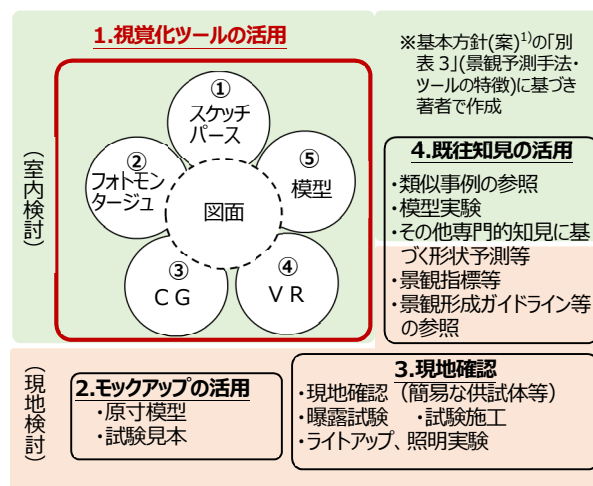 1.視覚化ツールの活用
※基本方針(案)1)の「別
表3」(景観予測手法・
ツールの特徴)に基づき
著者で作成
(室内検討)
①
スケッチ
パース
②
フォトモン
タージュ
⑤
模型
図面
③
CG
④
VR
4.既往知見の活用
・類似事例の参照
・模型実験
・その他専門的知見に基
づく形状予測等
・景観指標等
・景観形成ガイドライン等
の参照
(現地検討)
2.モックアップの活用
・原寸模型
・試験見本
3.現地確認
・現地確認 (簡易な供試体等)
・曝露試験 ・試験施工
・ライトアップ、照明実験